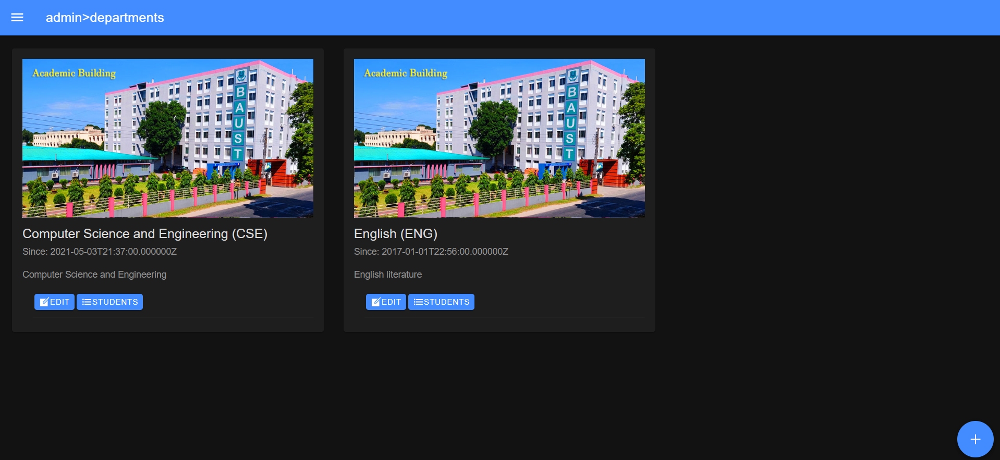 admin>departments
Academic Building
BAUST
Computer Science and Engineering (CSE)
Since: 2021-05-03T21:37:00.000000Z
Computer Science and Engineering
EDIT STUDENTS
Academic Building
BAUST
English (ENG)
Since: 2017-01-01T22:56:00.000000Z
English literature
EDIT STUDENTS